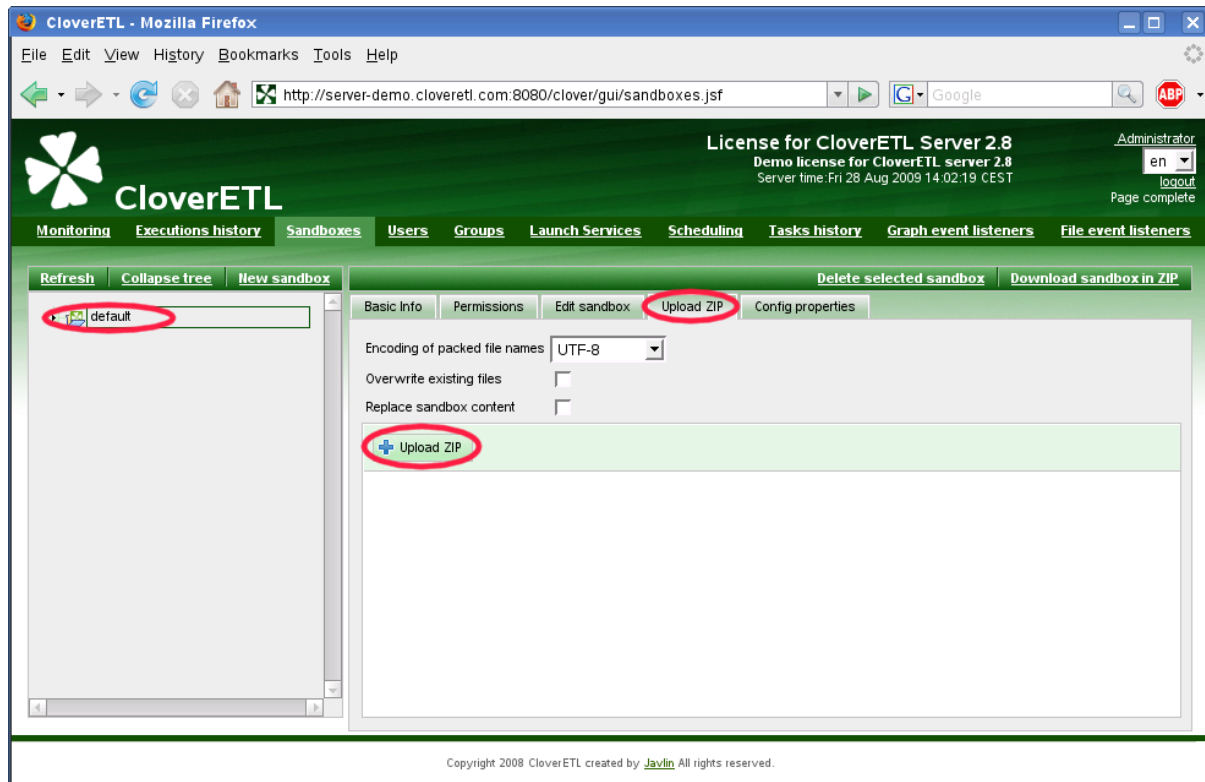 CloverETL - Mozilla Firefox
File Edit View History Bookmarks Tools Help
http://server-demo.cloveretl.com:8080/clover/gui/sandboxes.jsf G Google ABP
License for CloverETL Server 2.8 Administrator
Demo license for CloverETL server 2.8 en
Server time:Fri 28 Aug 2009 14:02:19 CEST logout
CloverETL Page complete
Monitoring Executions history Sandboxes Users Groups Launch Services Scheduling Tasks history Graph event listeners File event listeners
Refresh Collapse tree New sandbox Delete selected sandbox Download sandbox in ZIP
default Basic Info Permissions Edit sandbox Upload ZIP Config properties
Encoding of packed file names UTF-8
Overwrite existing files
Replace sandbox content
Upload ZIP
Copyright 2008 CloverETL created by Javlin All rights reserved.